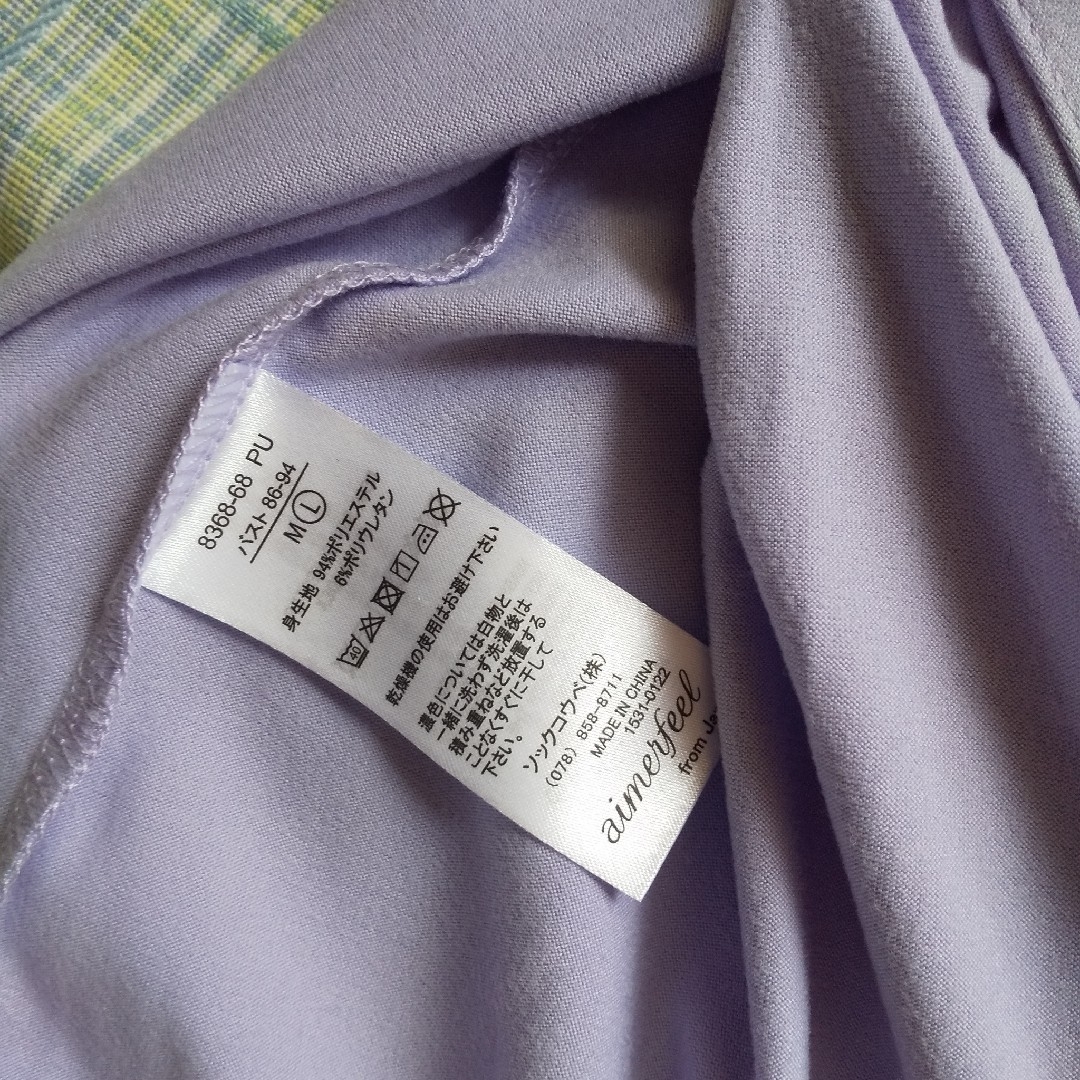 8368-68 PU
バスト 86-94
M L
身生地 94%ポリエステル
6%ポリウレタン
40 1
乾燥機の使用はお避け下さい
濃色については白物と
一緒に洗わず洗濯後は
積み重ねなど放置する
ことなくすぐに干して
下さい。
ソックコウベ(株)
(078) 858-8711
MADE IN CHINA
1531-0122
aimerfeel
from